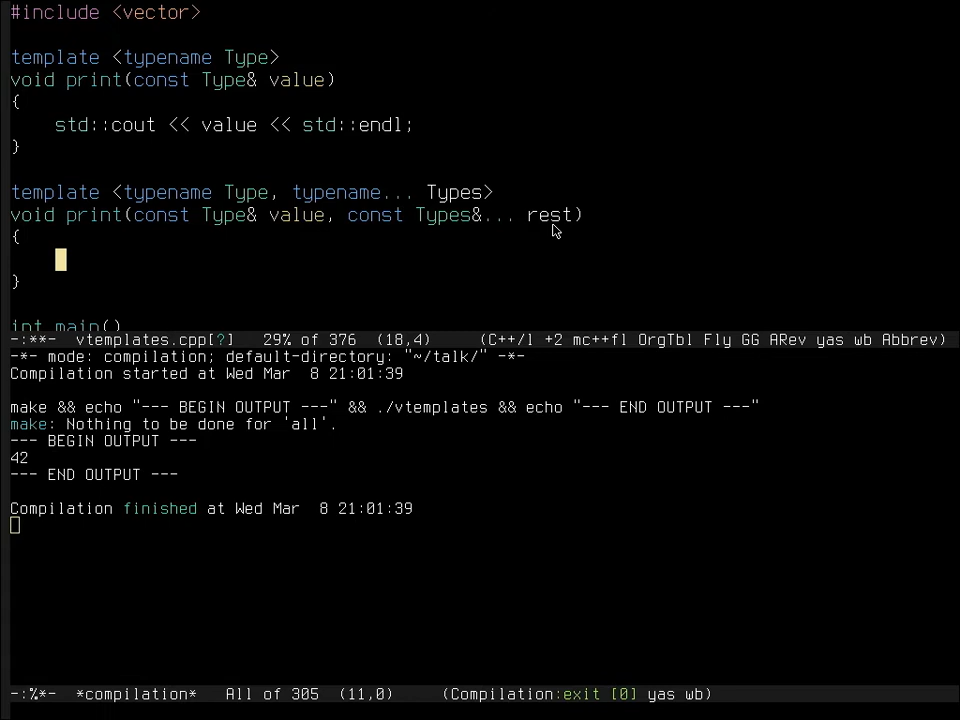 #include <vector>
template <typename Type>
void print(const Type& value)
{
std::cout << value << std::endl;
}
template <typename Type, typename... Types>
void print(const Type& value, const Types&... rest)
{
}
int main()
-:**-  vtemplates.cpp[?]   29% of 376  (18,4)     (C++/l +2 mc++fl OrgTbl Fly GG ARev yas wb Abbrev)
-*- mode: compilation; default-directory: "~/talk/" -*-
Compilation started at Wed Mar  8 21:01:39
make && echo "--- BEGIN OUTPUT ---" && ./vtemplates && echo "--- END OUTPUT ---"
make: Nothing to be done for 'all'.
--- BEGIN OUTPUT ---
42
--- END OUTPUT ---
Compilation finished at Wed Mar  8 21:01:39
-:%*-  *compilation*   All of 305  (11,0)     (Compilation:exit [0] yas wb)